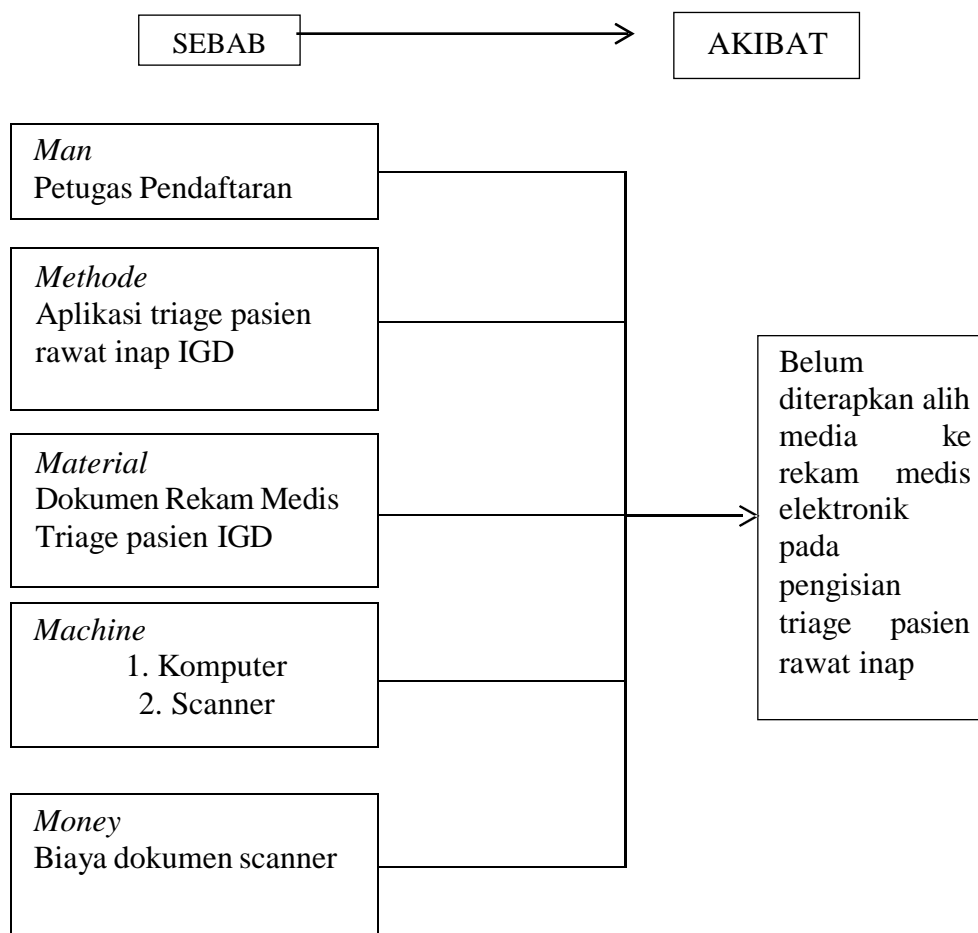 SEBAB
AKIBAT
Man
Petugas Pendaftaran
Methode
Aplikasi triage pasien
rawat inap IGD
Material
Dokumen Rekam Medis
Triage pasien IGD
Machine
1. Komputer
2. Scanner
Money
Biaya dokumen scanner
Belum
diterapkan alih
media ke
rekam medis
elektronik
pada
pengisian
triage pasien
rawat inap